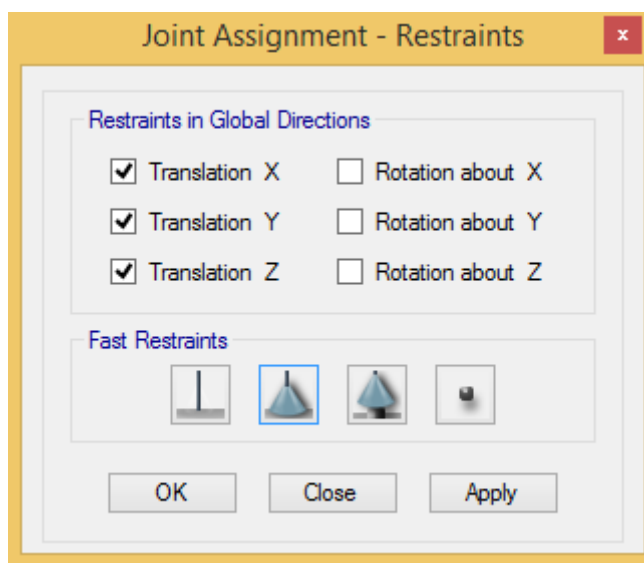 Joint Assignment - Restraints
x
Restraints in Global Directions
Translation X
Rotation about X
Translation Y
Rotation about Y
Translation Z
Rotation about Z
Fast Restraints
OK
Close
Apply